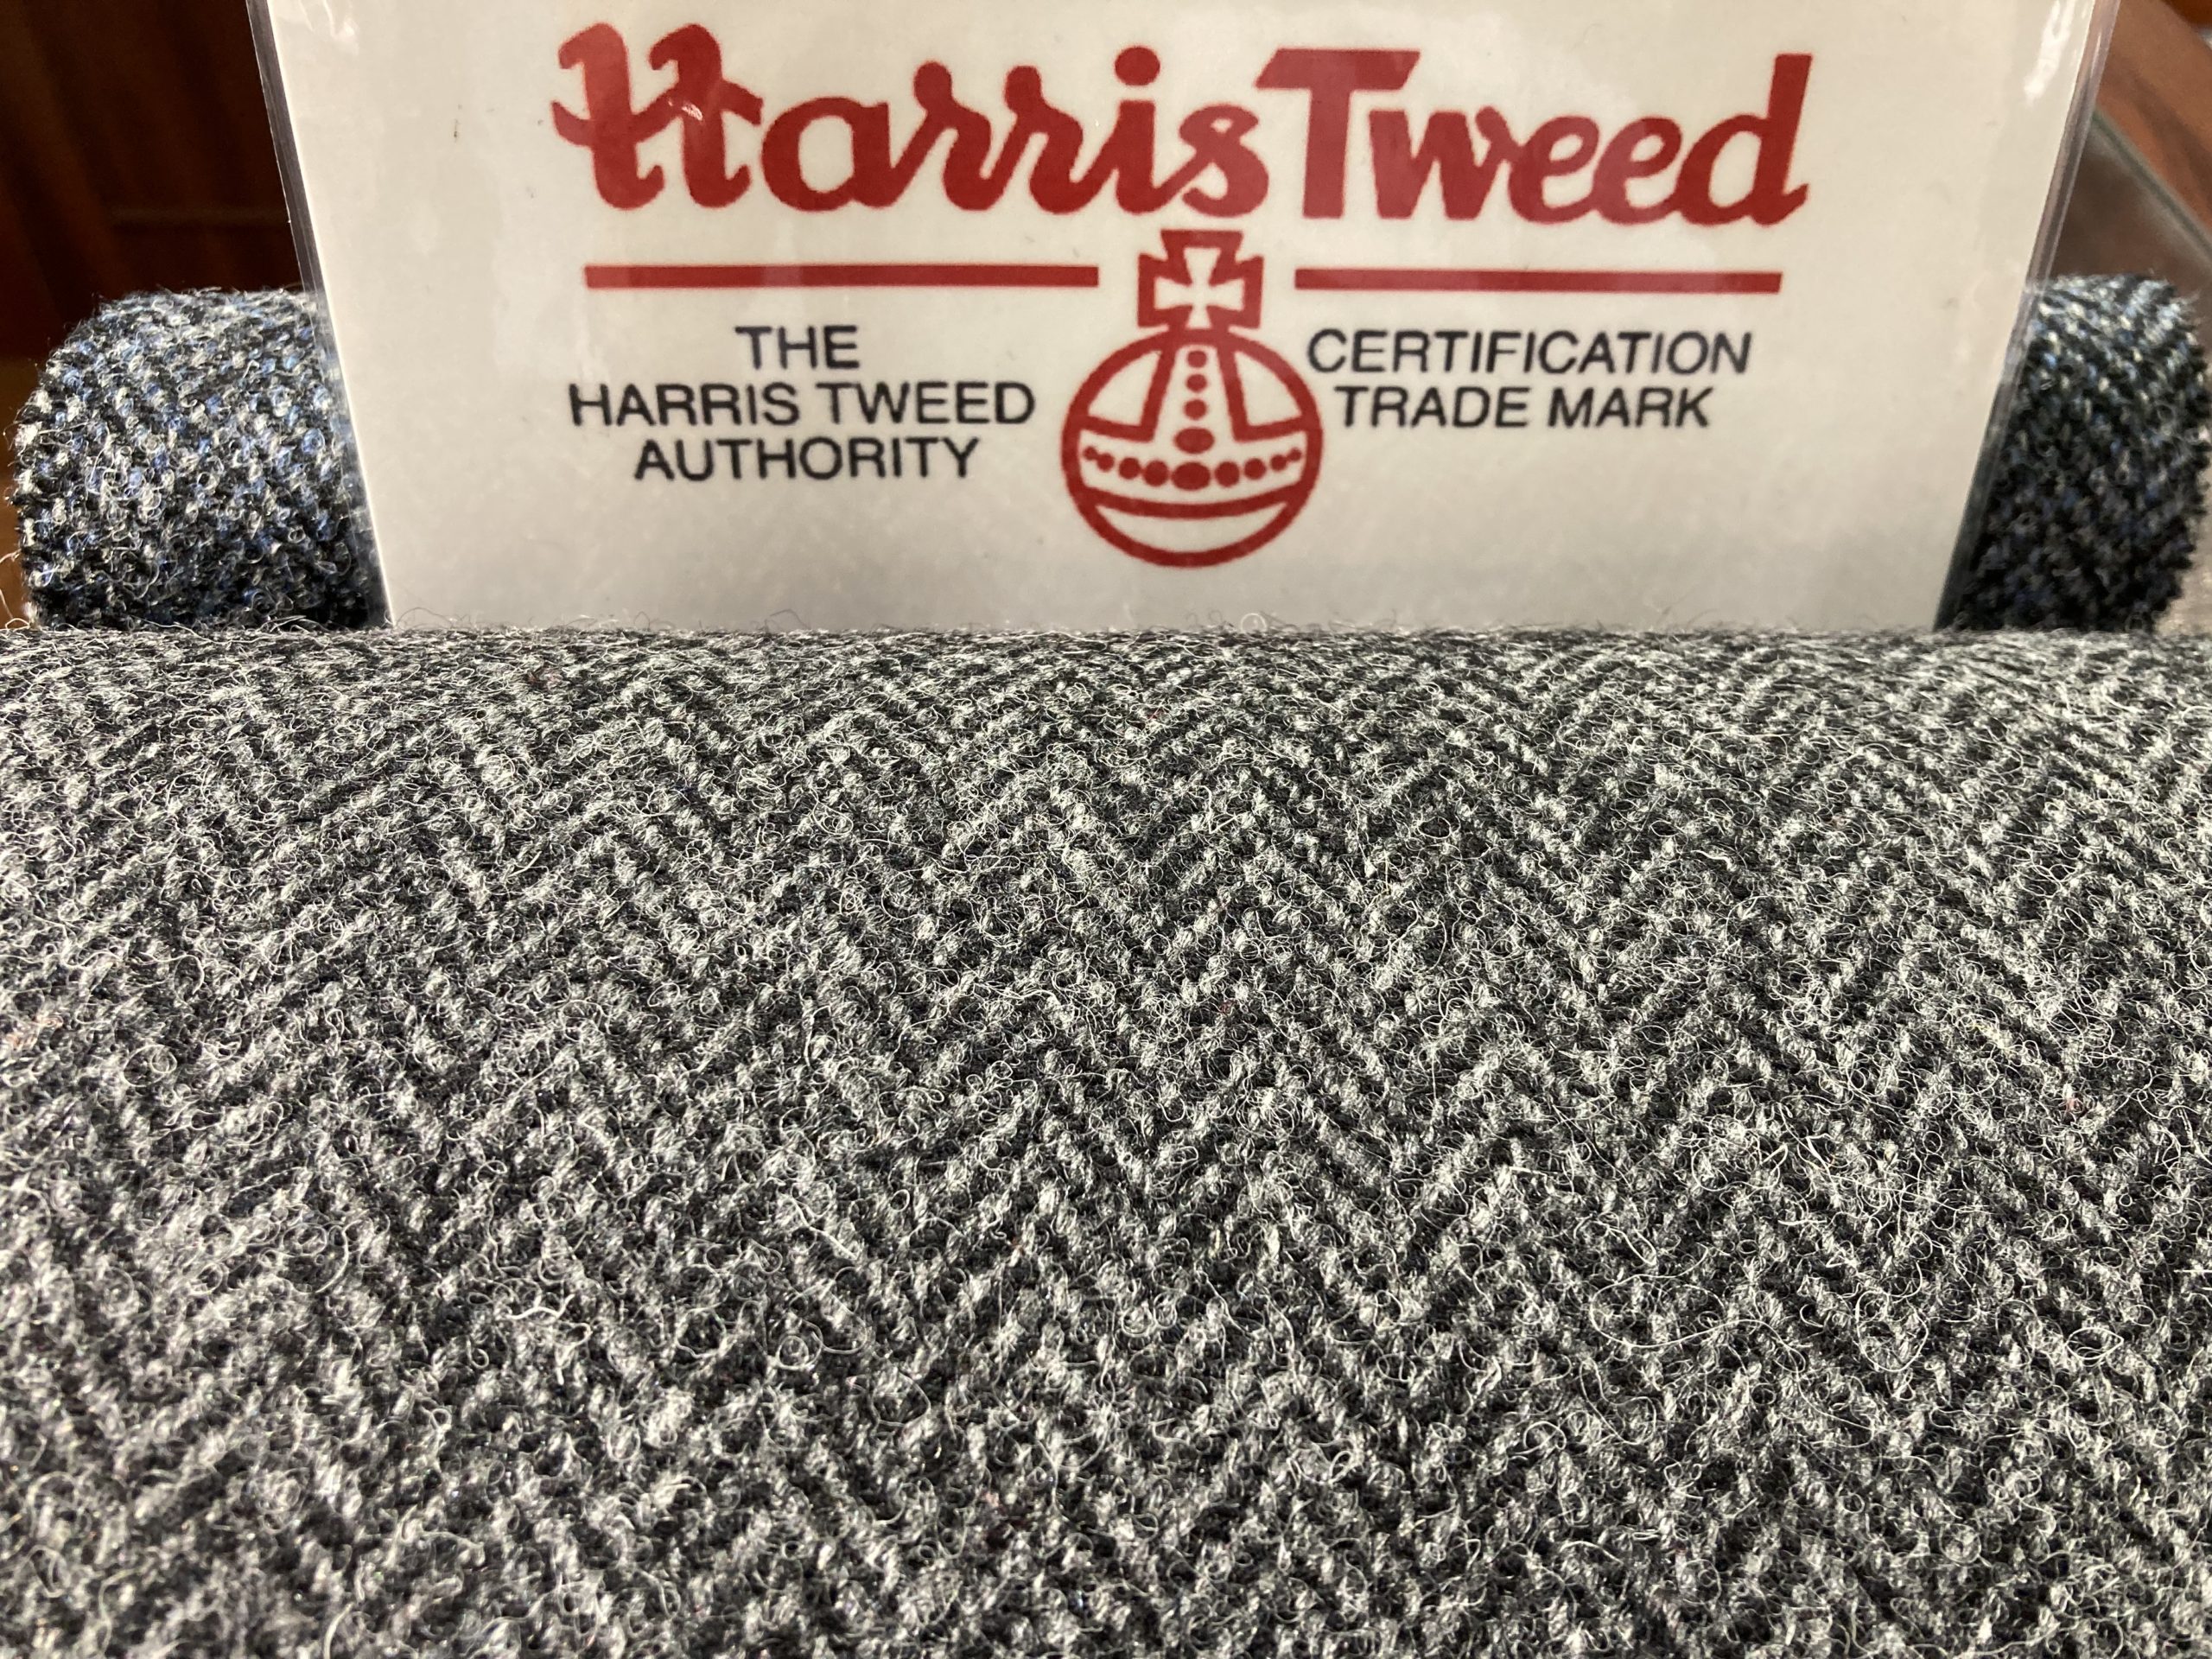 Harris Tweed
THE
HARRIS TWEED
AUTHORITY
CERTIFICATION
TRADE MARK